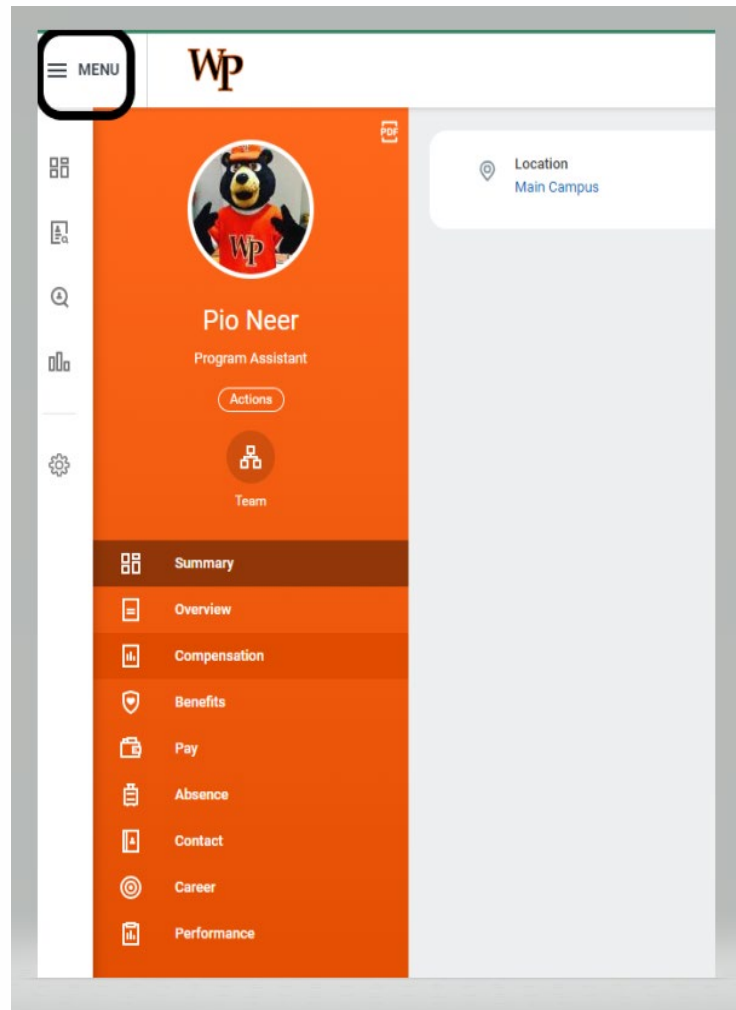 MENU
WP
PDF
WP
Pio Neer
Program Assistant
Actions
Team
Location
Main Campus
Summary
Overview
Compensation
Benefits
Pay
Absence
Contact
Career
Performance